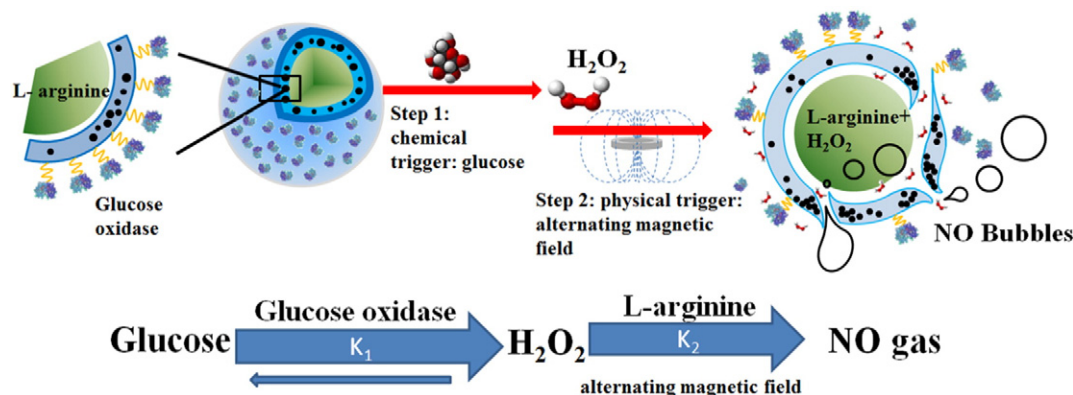 L- arginine
Glucose
oxidase
Step 1:
chemical
trigger: glucose
H₂O₂
Step 2: physical trigger:
alternating magnetic
field
L-arginine+
H₂O₂
NO Bubbles
Glucose oxidase
L-arginine
Glucose K₁ H₂O₂ K₂ NO gas
alternating magnetic field